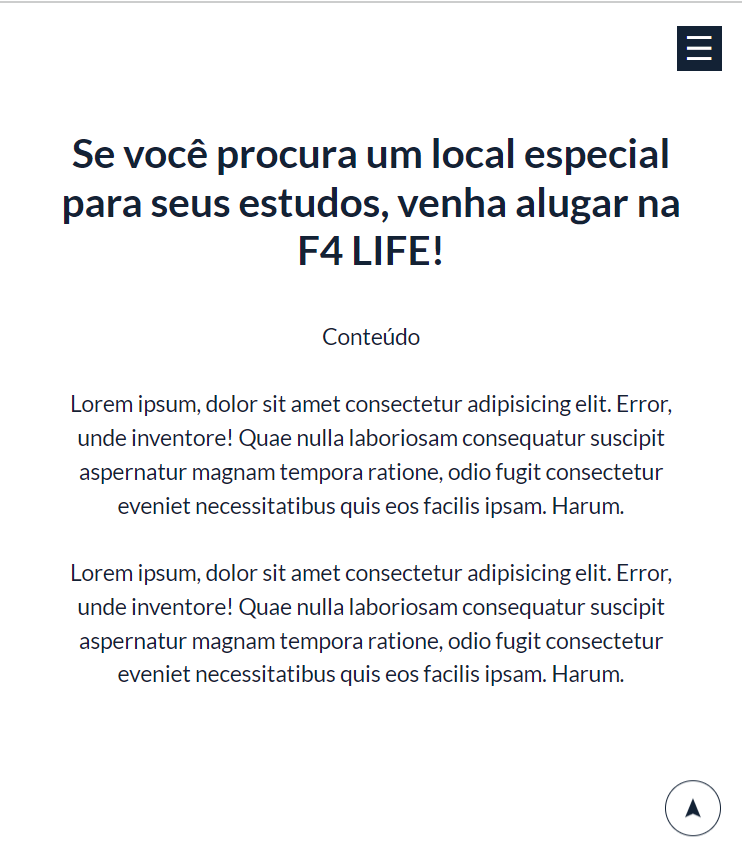 Se você procura um local especial
para seus estudos, venha alugar na
F4 LIFE!
Conteúdo
Lorem ipsum, dolor sit amet consectetur adipisicing elit. Error,
unde inventore! Quae nulla laboriosam consequatur suscipit
aspernatur magnam tempora ratione, odio fugit consectetur
eveniet necessitatibus quis eos facilis ipsam. Harum.
Lorem ipsum, dolor sit amet consectetur adipisicing elit. Error,
unde inventore! Quae nulla laboriosam consequatur suscipit
aspernatur magnam tempora ratione, odio fugit consectetur
eveniet necessitatibus quis eos facilis ipsam. Harum.